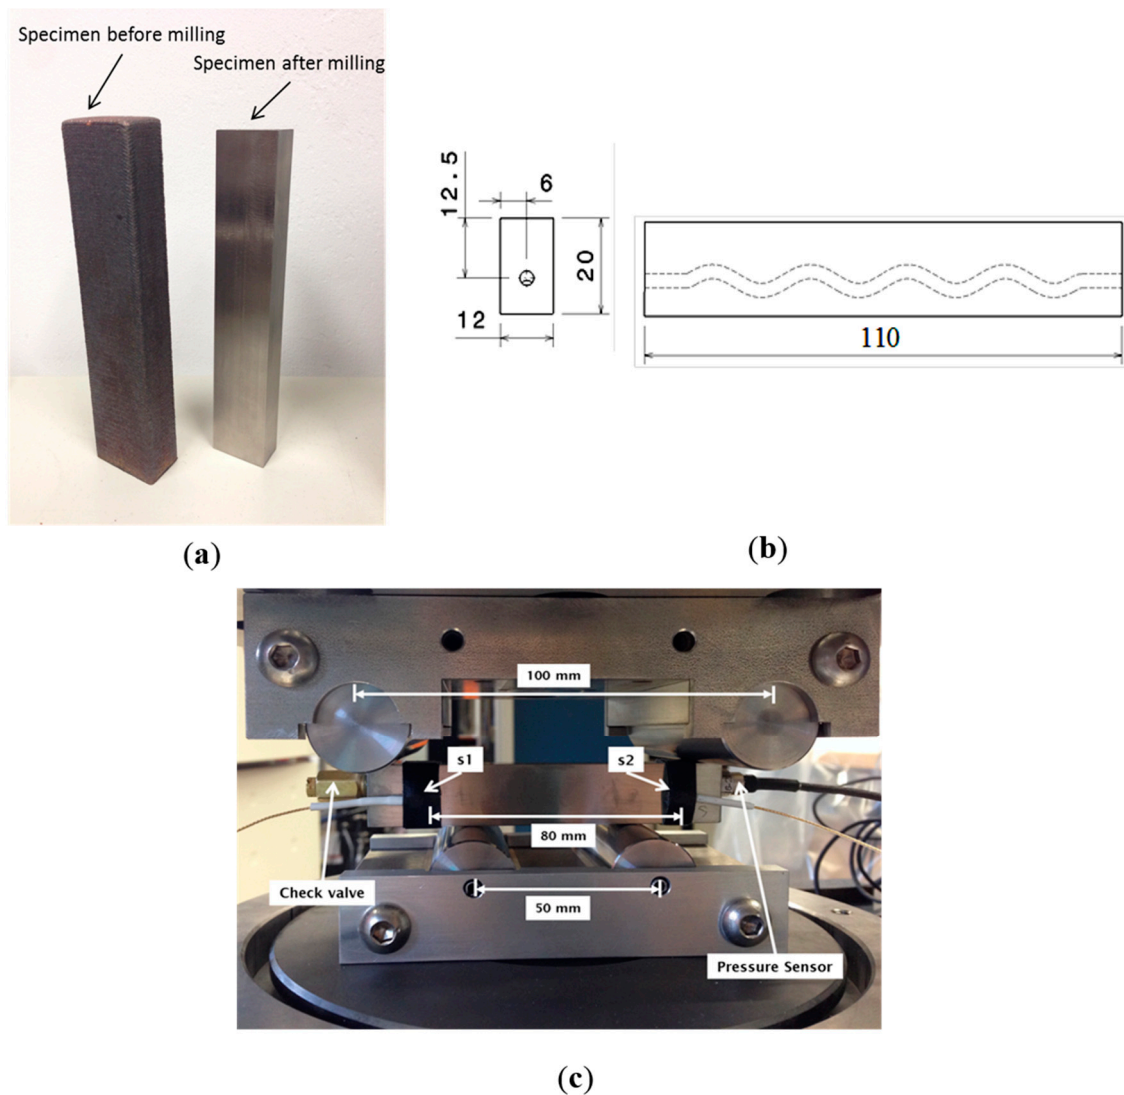 Specimen before milling
Specimen after milling
(a)
12.5
6
20
12
110
(b)
100 mm
s1
s2
80 mm
Check valve
50 mm
Pressure Sensor
(c)